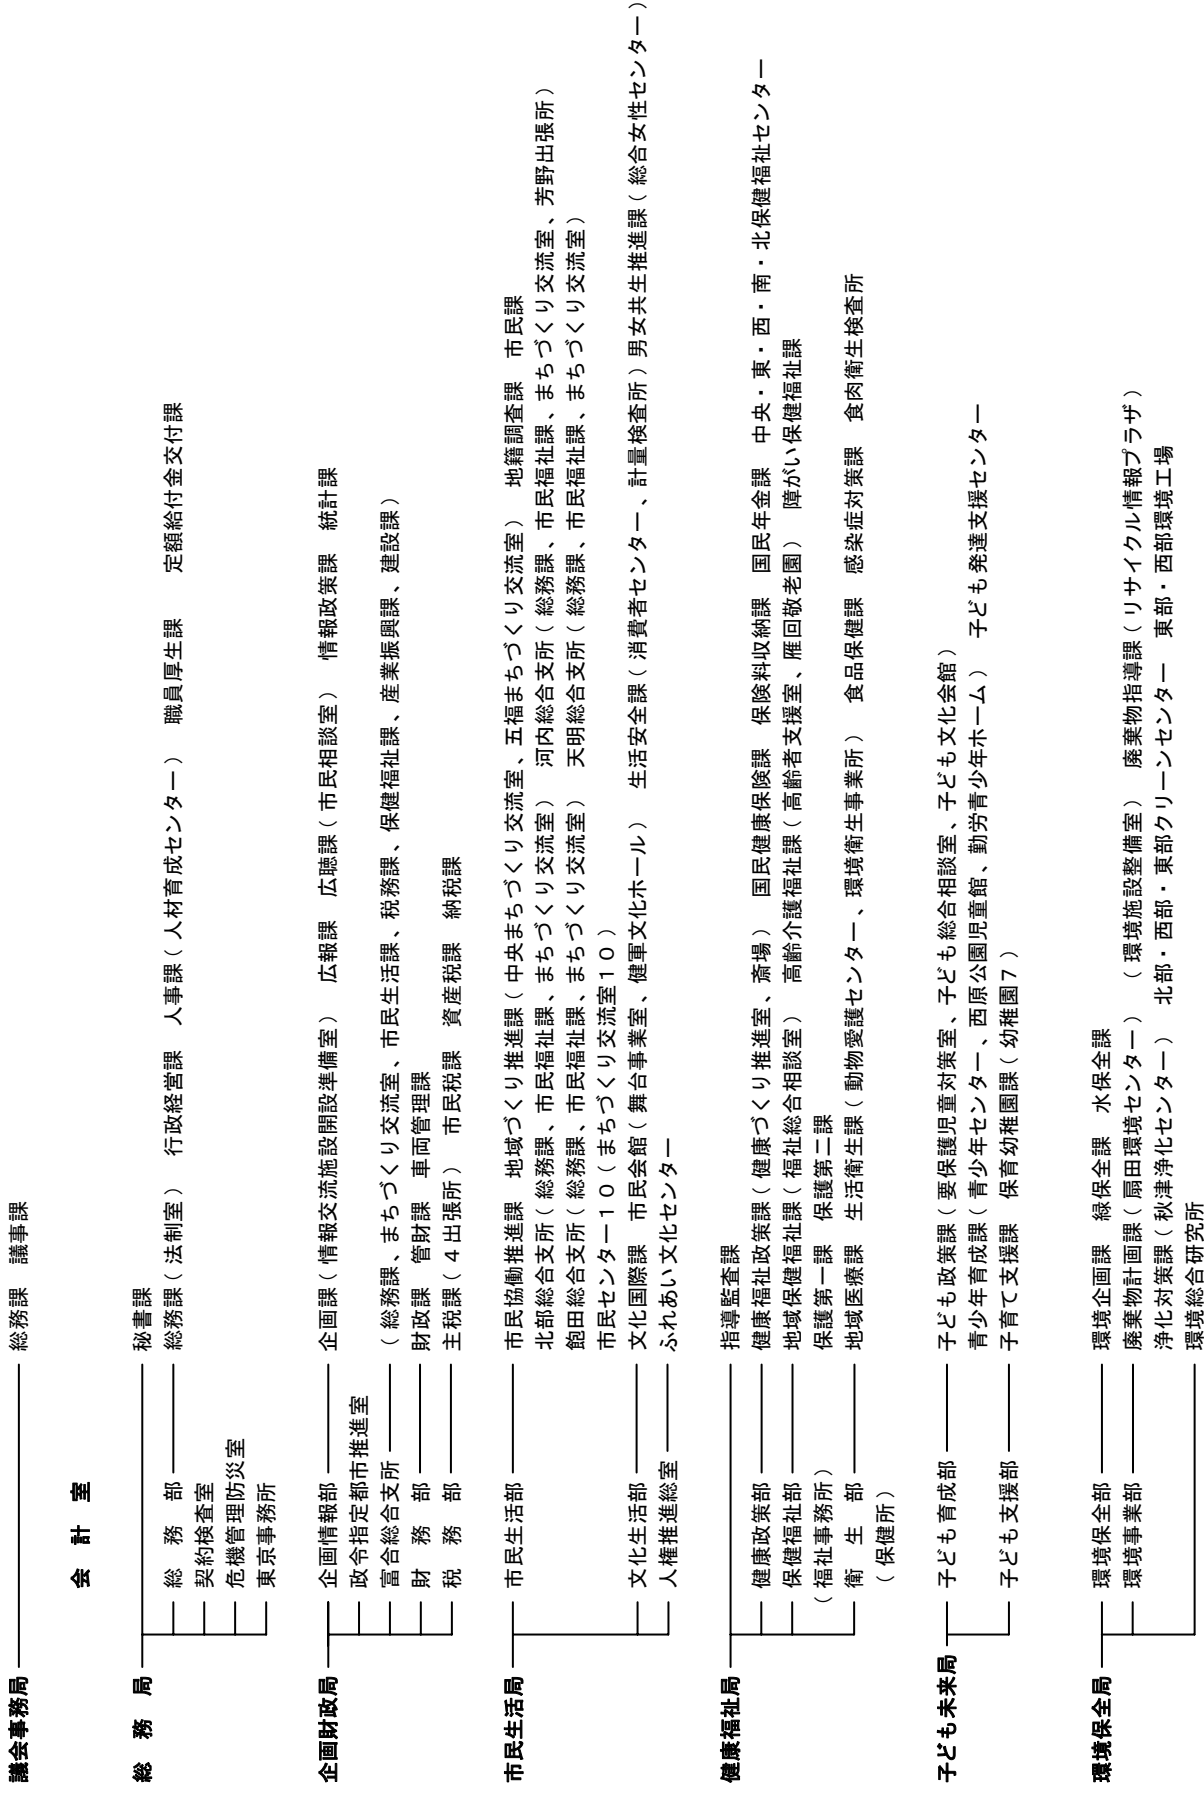 議会事務局 総務課 議事課
会計室
総務局 秘書課
総務部 総務課(法制室) 行政経営課 人事課(人材育成センター) 職員厚生課 定額給付金交付課
契約検査室
危機管理防災室
東京事務所
企画財政局 企画情報部 企画課(情報交流施設開設準備室) 広報課 広聴課(市民相談室) 情報政策課 統計課
政令指定都市推進室
富合総合支所 (総務課、まちづくり交流室、市民生活課、税務課、保健福祉課、産業振興課、建設課)
財務部 財政課 管財課 車両管理課
税務部 主税課(4出張所) 市民税課 資産税課 納税課
市民生活局 市民生活部 市民協働推進課 地域づくり推進課(中央まちづくり交流室、五福まちづくり交流室) 地籍調査課 市民課
北部総合支所(総務課、市民福祉課、まちづくり交流室) 河内総合支所(総務課、市民福祉課、まちづくり交流室、芳野出張所)
飽田総合支所(総務課、市民福祉課、まちづくり交流室) 天明総合支所(総務課、市民福祉課、まちづくり交流室)
市民センター10(まちづくり交流室10)
文化生活部 文化国際課 市民会館(舞台事業室、健軍文化ホール) 生活安全課(消費者センター、計量検査所)男女共生推進課(総合女性センター)
人権推進総室 ふれあい文化センター
健康福祉局 指導監査課
健康政策部 健康福祉政策課(健康づくり推進室、斎場) 国民健康保険課 保険料収納課 国民年金課 中央・東・西・南・北保健福祉センター
保健福祉部 地域保健福祉課(福祉総合相談室) 高齢介護福祉課(高齢者支援室、雁回敬老園) 障がい保健福祉課
(福祉事務所) 保護第一課 保護第二課
衛生部 地域医療課 生活衛生課(動物愛護センター、環境衛生事業所) 食品保健課 感染症対策課 食肉衛生検査所
(保健所)
子ども未来局 子ども育成部 子ども政策課(要保護児童対策室、子ども総合相談室、子ども文化会館)
青少年育成課(青少年センター、西原公園児童館、勤労青少年ホーム) 子ども発達支援センター
子ども支援部 子育て支援課 保育幼稚園課(幼稚園7)
環境保全局 環境保全部 環境企画課 緑保全課 水保全課
環境事業部 廃棄物計画課(扇田環境センター) (環境施設整備室) 廃棄物指導課(リサイクル情報プラザ)
浄化対策課(秋津浄化センター) 北部・西部・東部クリーンセンター 東部・西部環境工場
環境総合研究所